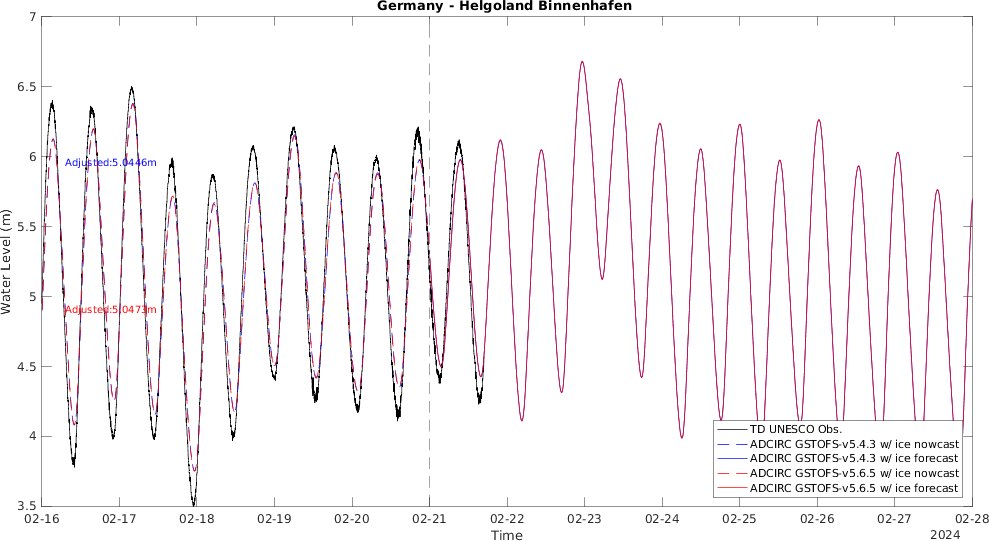 Germany - Helgoland Binnenhafen
7
6.5
6
5.5
5
4.5
4
3.5
Water Level (m)
Adjusted:5.0446m
Adjusted:5.0473m
TD UNESCO Obs.
ADCIRC GSTOFS-v5.4.3 w/ ice nowcast
ADCIRC GSTOFS-v5.4.3 w/ ice forecast
ADCIRC GSTOFS-v5.6.5 w/ ice nowcast
ADCIRC GSTOFS-v5.6.5 w/ ice forecast
02-16 02-17 02-18 02-19 02-20 02-21 02-22 02-23 02-24 02-25 02-26 02-27 02-28
Time
2024